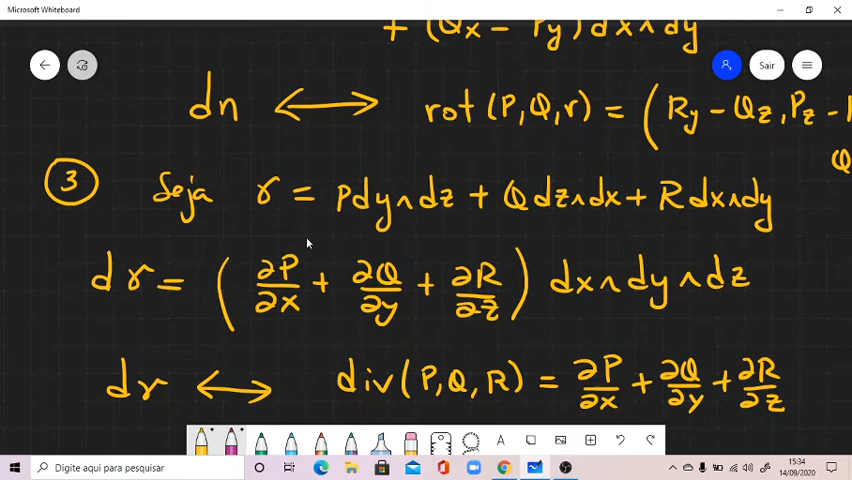 Microsoft Whiteboard
+ (Qx - Py) dx∧dy
Sair
dη ⟷ rot (P, Q, r) = (Ry - Qz, Pz -
③ Seja γ = Pdy∧dz + Qdz∧dx + Rdx∧dy
dγ = (∂P/∂x + ∂Q/∂y + ∂R/∂z) dx∧dy∧dz
dγ ⟷ div(P, Q, R) = ∂P/∂x + ∂Q/∂y + ∂R/∂z
A
Digite aqui para pesquisar
15:34
14/09/2020